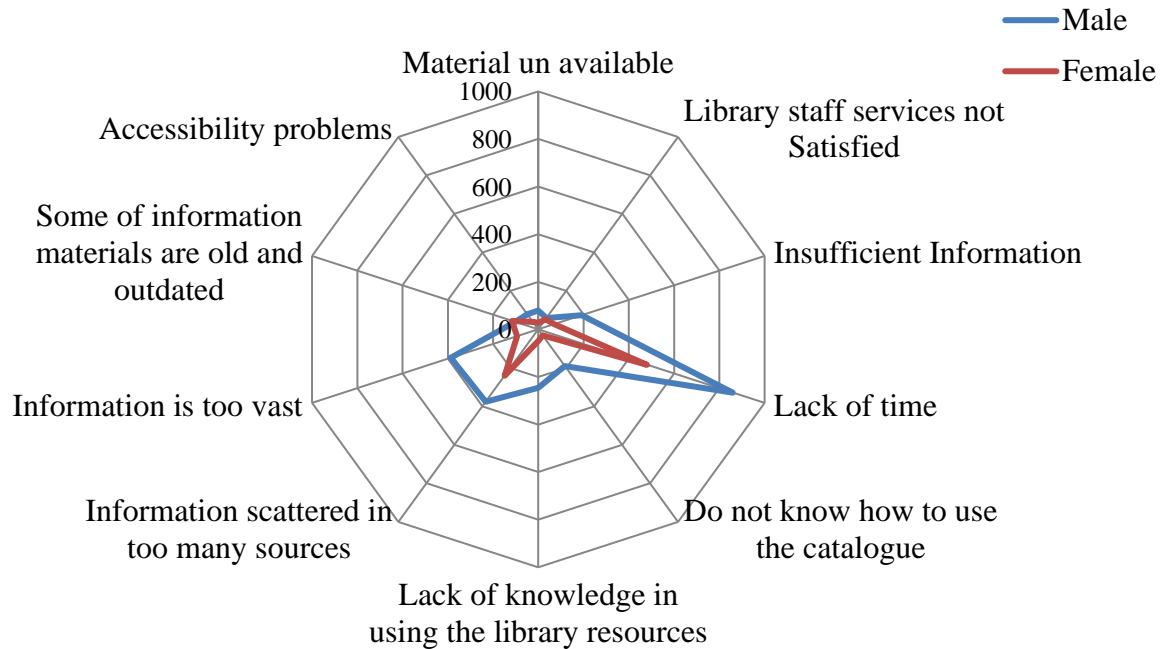 Male
Female
Material un available
Library staff services not
Satisfied
Insufficient Information
Lack of time
Do not know how to use
the catalogue
Lack of knowledge in
using the library resources
Information scattered in
too many sources
Information is too vast
Some of information
materials are old and
outdated
Accessibility problems
1000
800
600
400
200
0